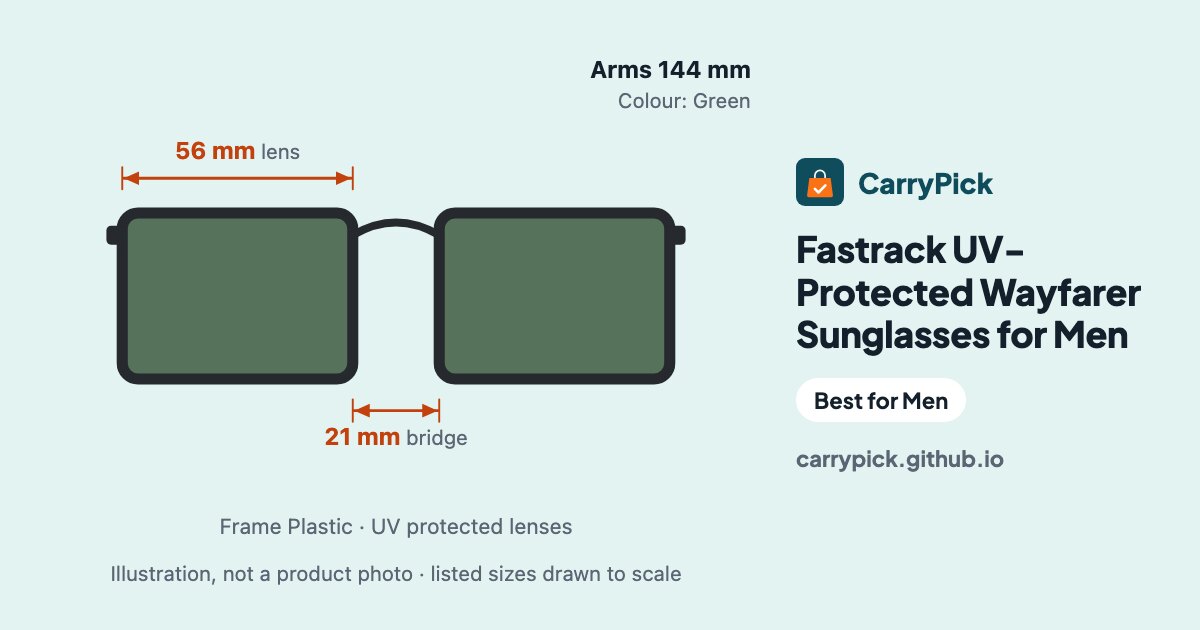 Arms 144 mm
Colour: Green
56 mm lens
21 mm bridge
Frame Plastic · UV protected lenses
Illustration, not a product photo · listed sizes drawn to scale
CarryPick
Fastrack UV-
Protected Wayfarer
Sunglasses for Men
Best for Men
carrypick.github.io